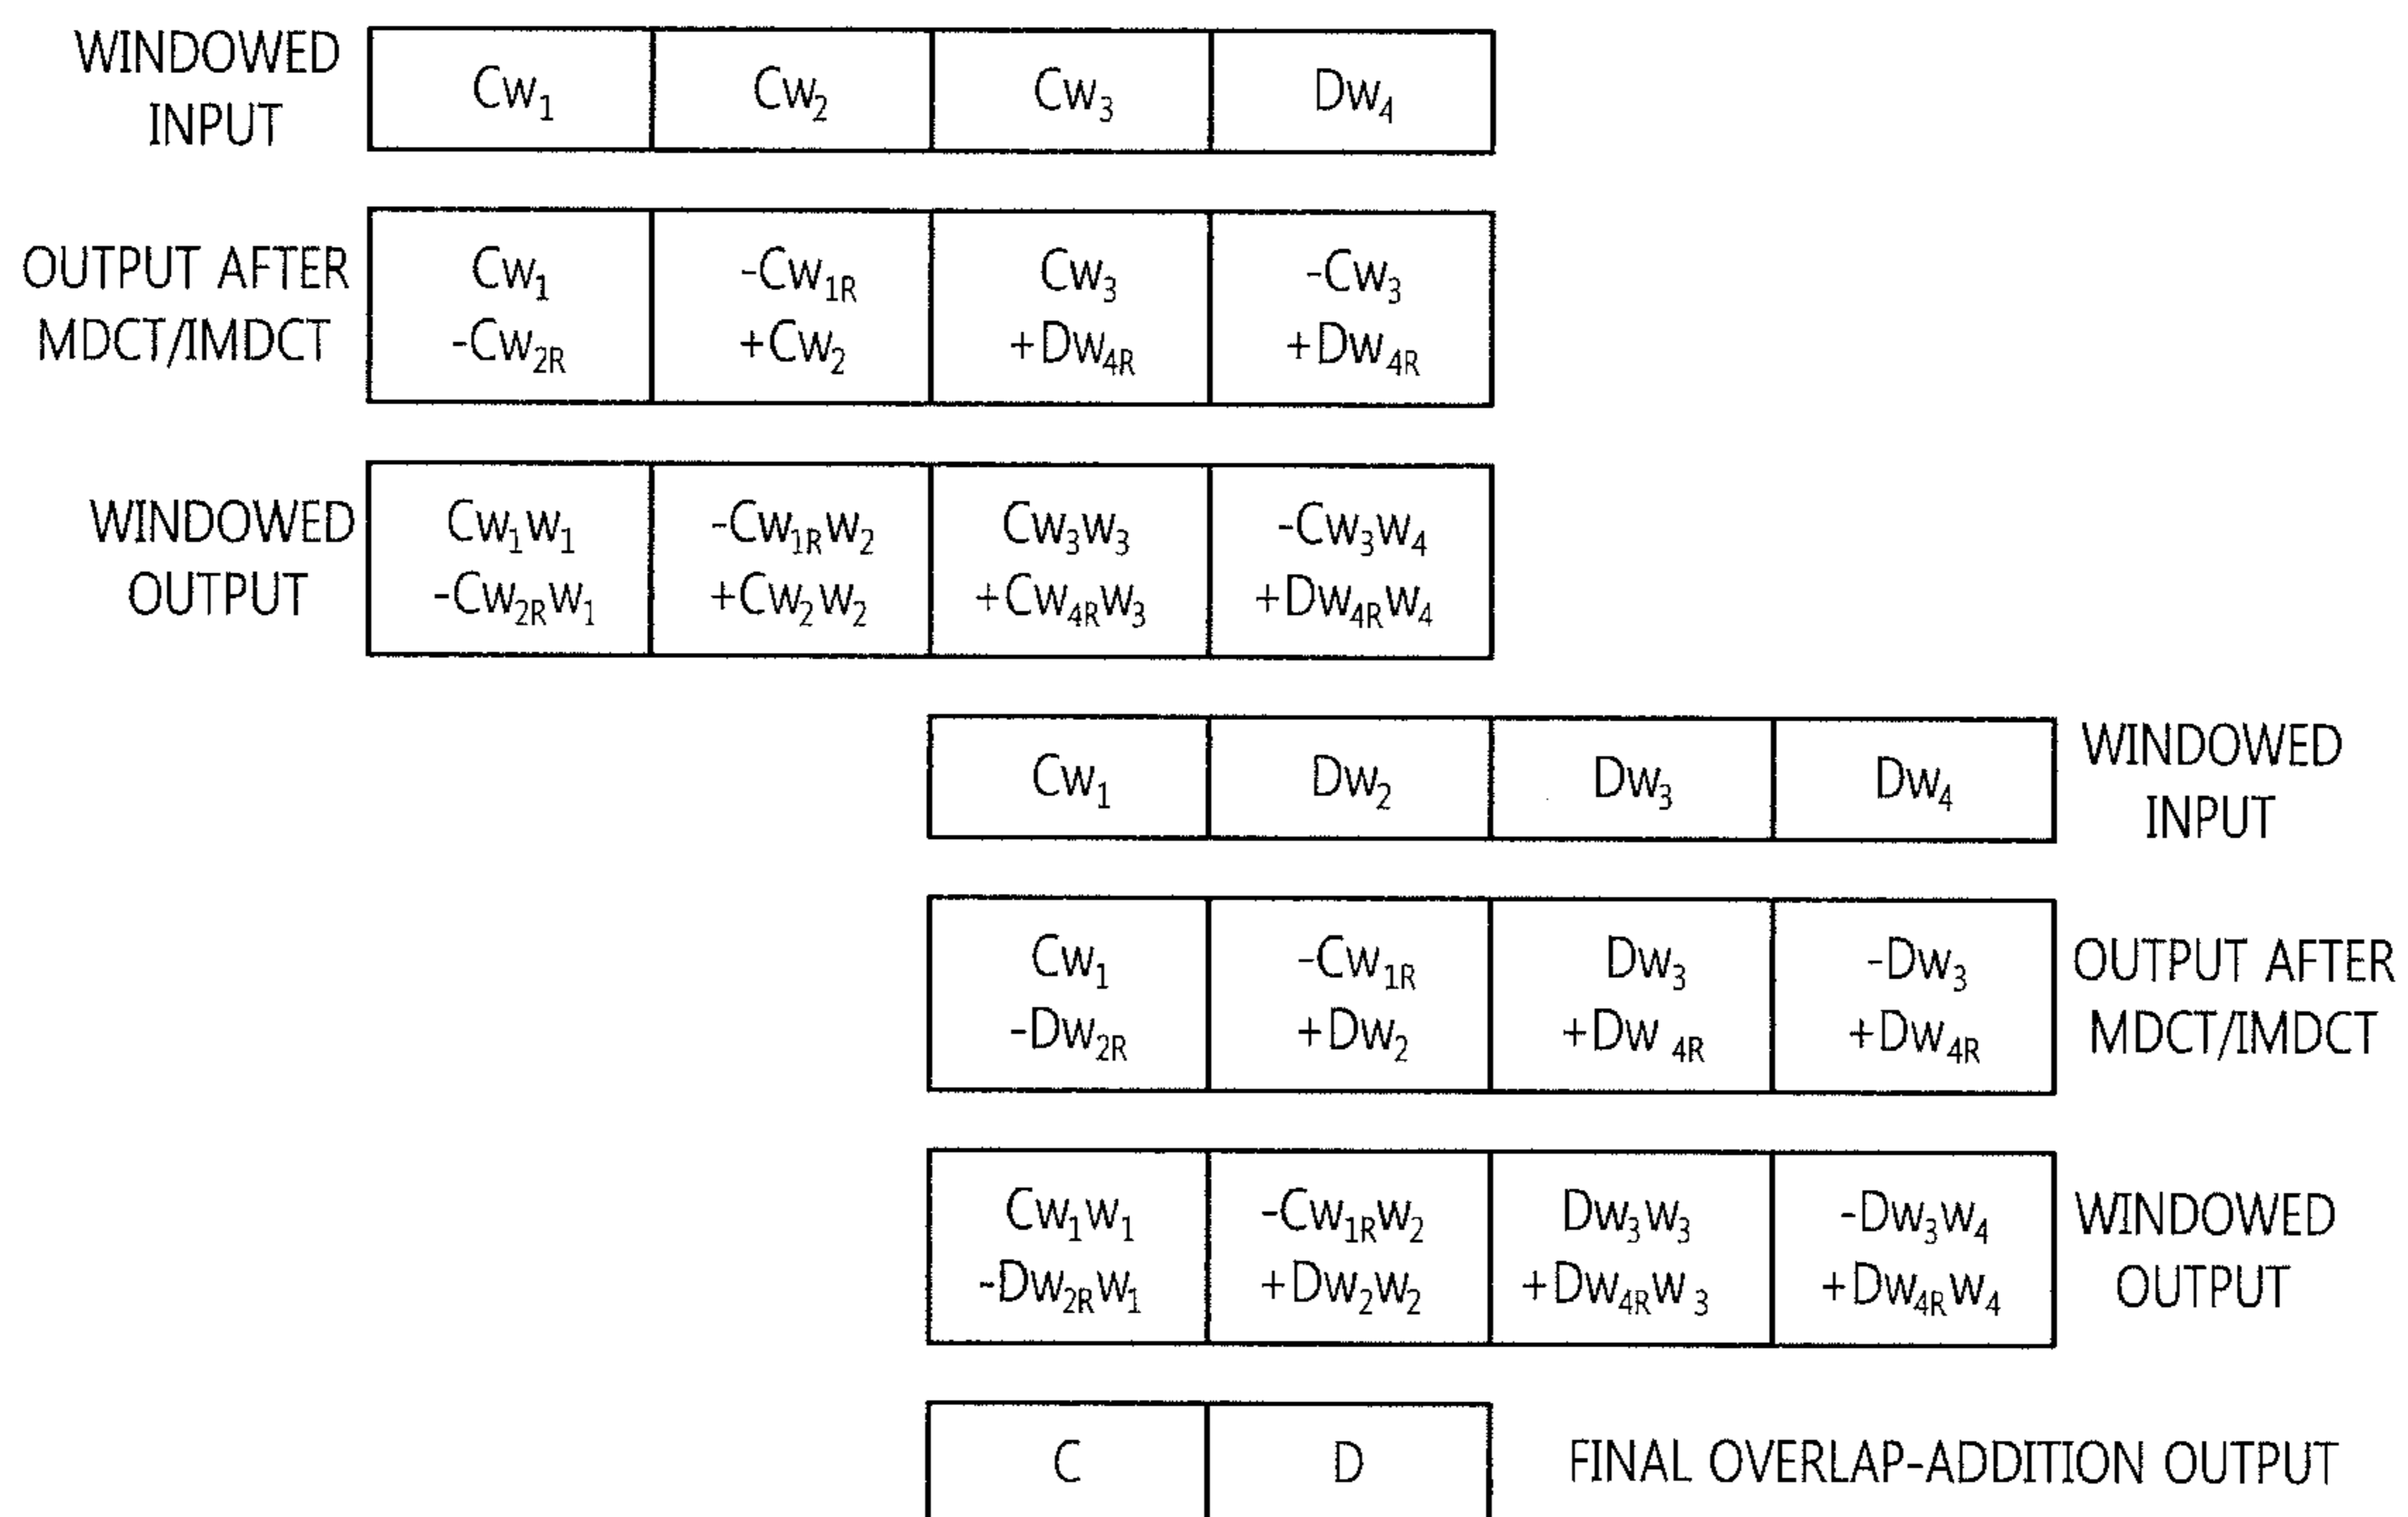 WINDOWED
INPUT
Cw₁ Cw₂ Cw₃ Dw₄
OUTPUT AFTER
MDCT/IMDCT
Cw₁ -Cw₁R Cw₃ -Cw₃
-Cw₂R +Cw₂ +Dw₄R +Dw₄R
WINDOWED
OUTPUT
Cw₁w₁ -Cw₁Rw₂ Cw₃w₃ -Cw₃w₄
-Cw₂Rw₁ +Cw₂w₂ +Cw₄Rw₃ +Dw₄Rw₄
Cw₁ Dw₂ Dw₃ Dw₄
WINDOWED
INPUT
Cw₁ -Cw₁R Dw₃ -Dw₃
-Dw₂R +Dw₂ +Dw ₄R +Dw₄R
OUTPUT AFTER
MDCT/IMDCT
Cw₁w₁ -Cw₁Rw₂ Dw₃w₃ -Dw₃w₄
-Dw₂Rw₁ +Dw₂w₂ +Dw₄Rw ₃ +Dw₄Rw₄
WINDOWED
OUTPUT
C D FINAL OVERLAP-ADDITION OUTPUT